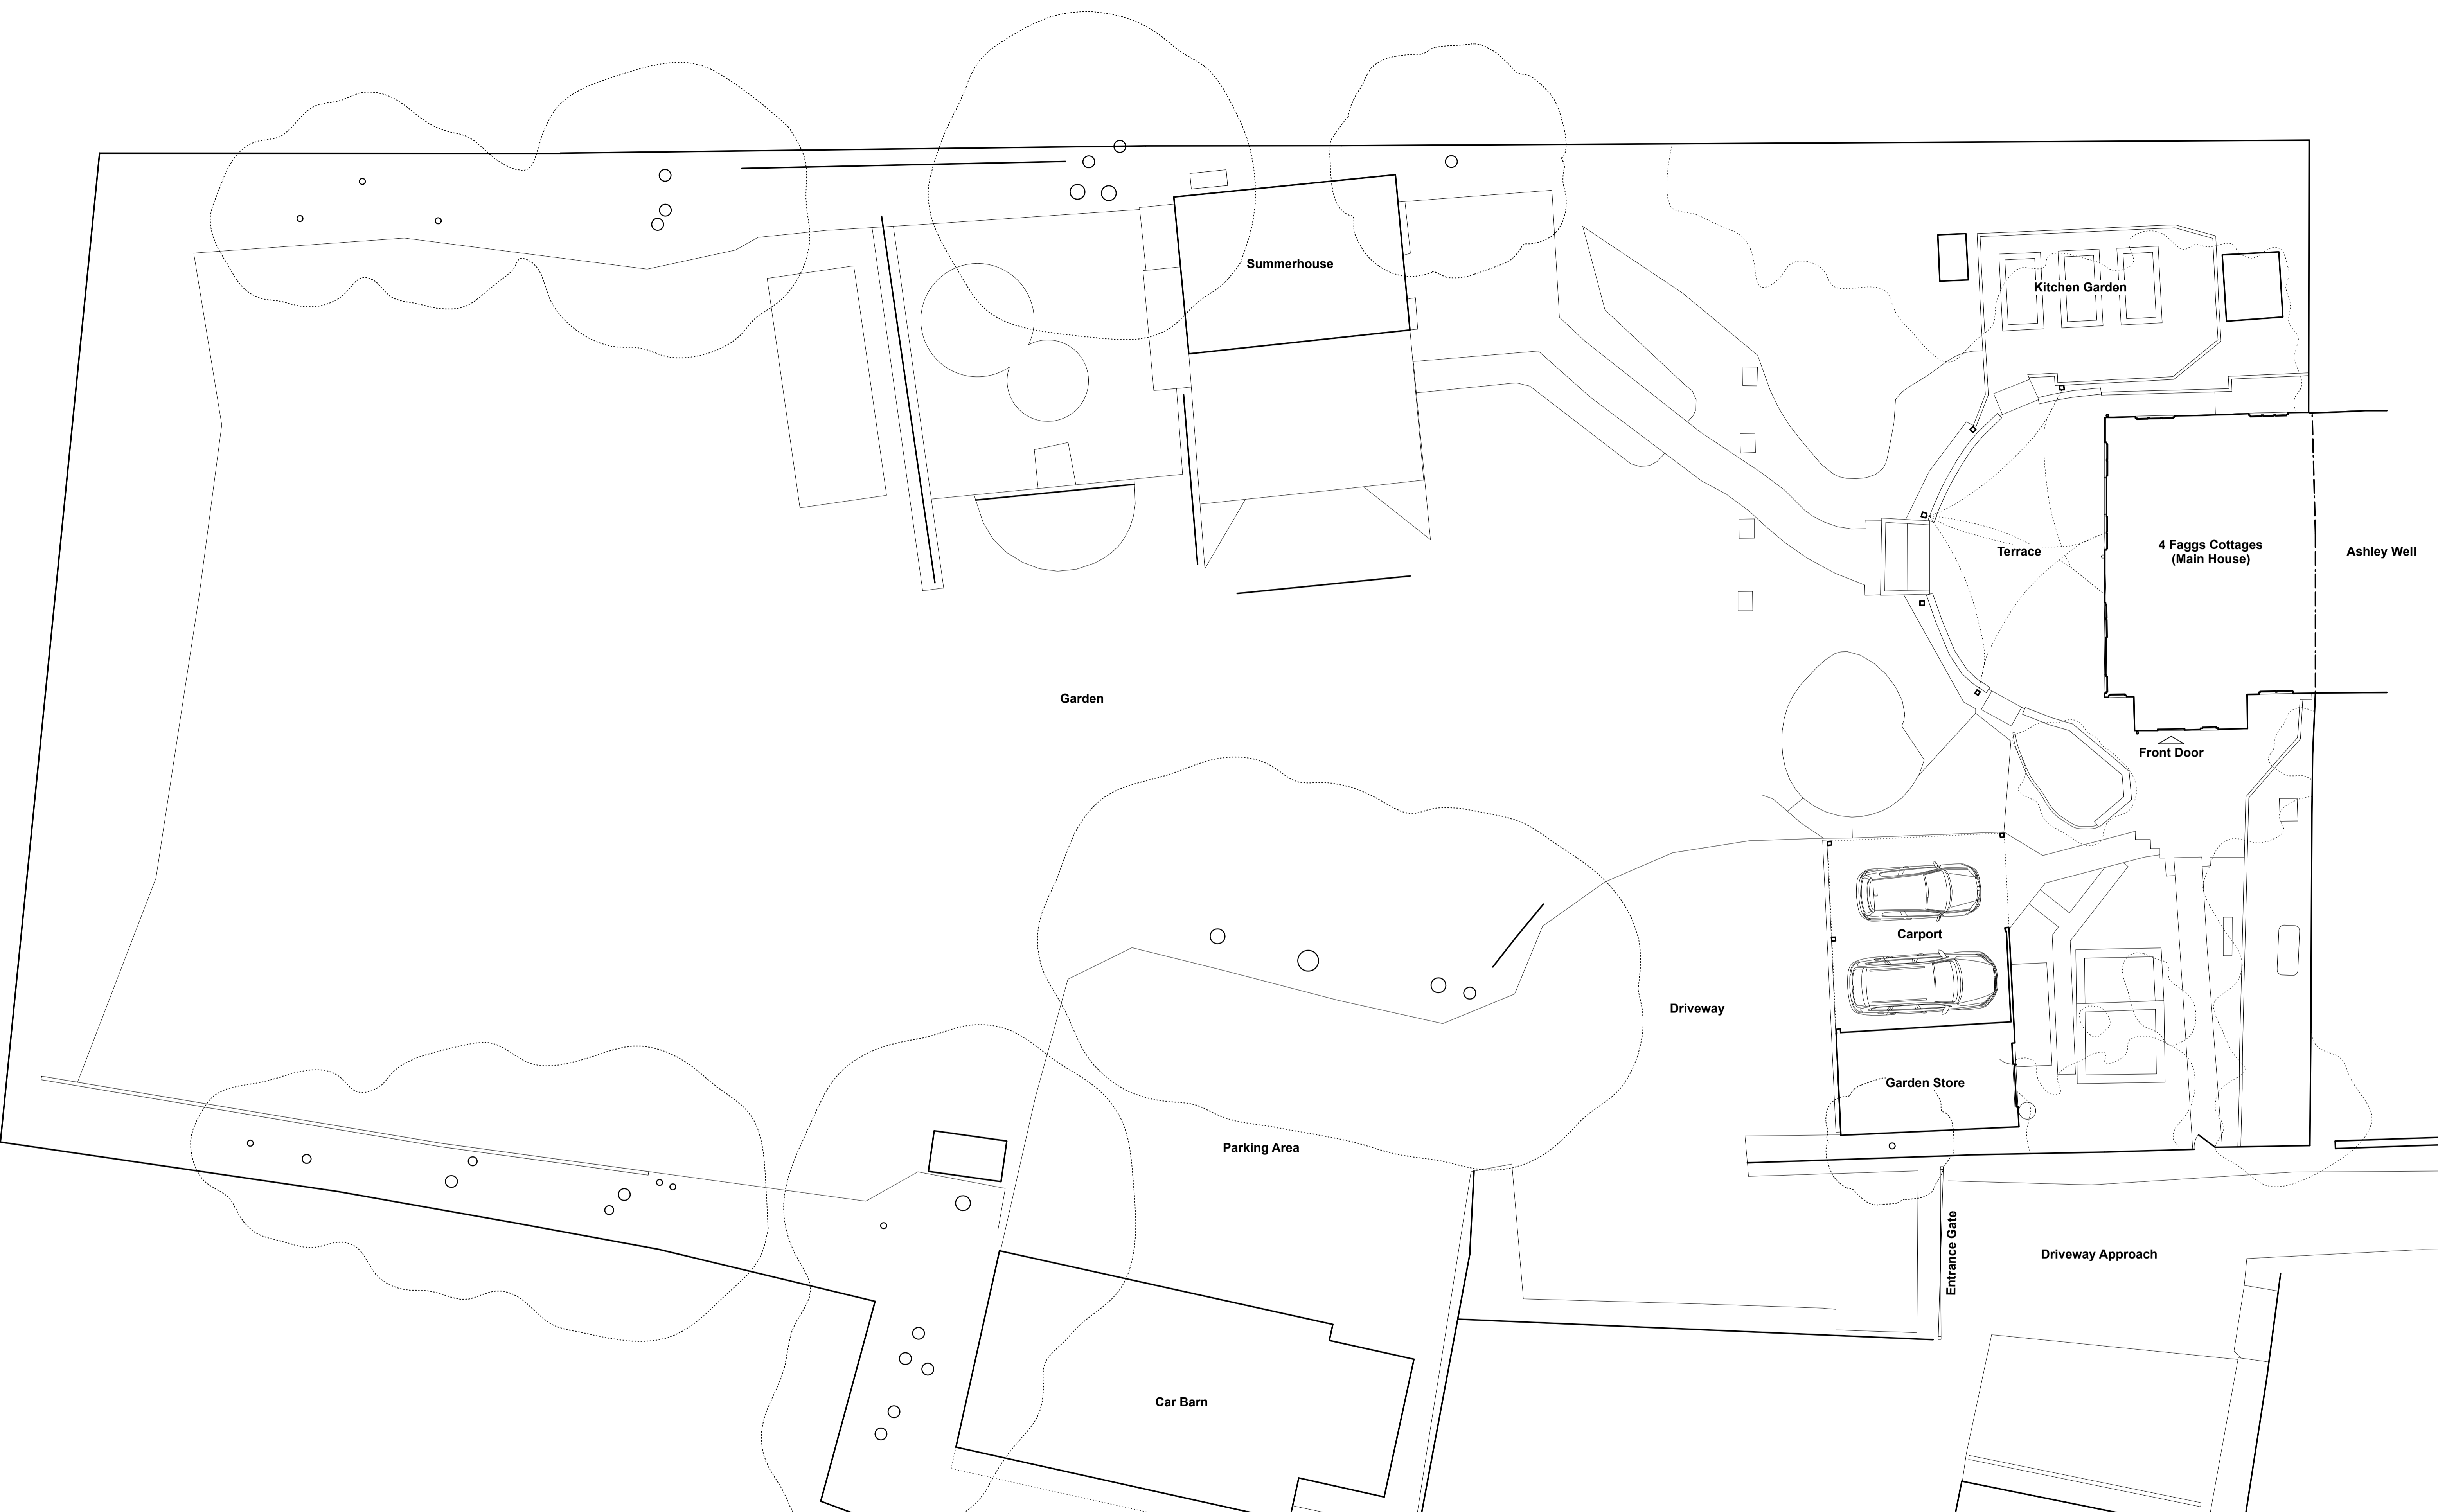 Summerhouse
Kitchen Garden
Terrace
4 Faggs Cottages
(Main House)
Ashley Well
Garden
Front Door
Carport
Driveway
Garden Store
Parking Area
Entrance Gate
Driveway Approach
Car Barn